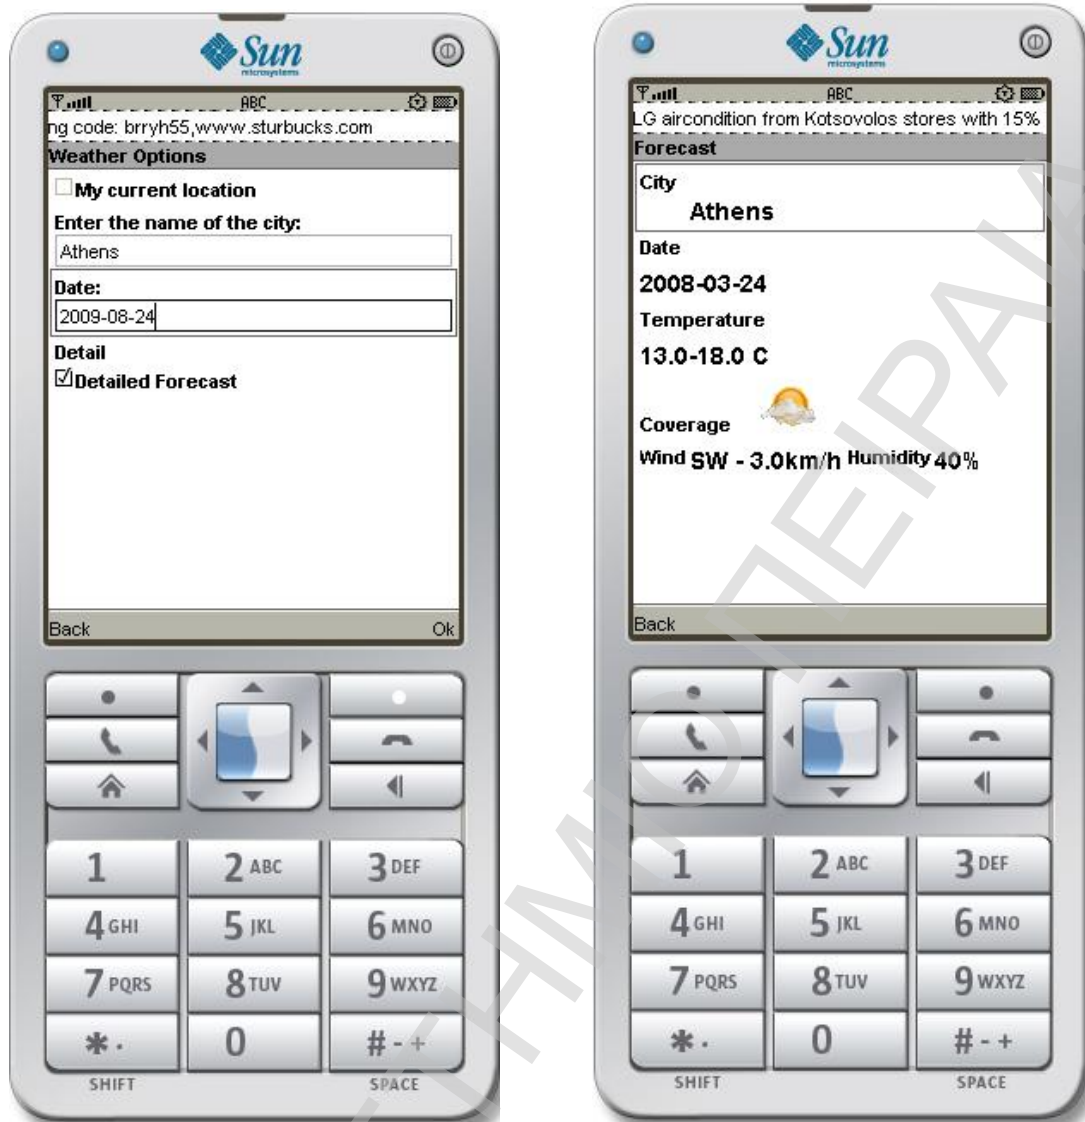 Sun
microsystems
ABC
ng code: brryh55,www.sturbucks.com
Weather Options
My current location
Enter the name of the city:
Athens
Date:
2009-08-24
Detail
Detailed Forecast
Back Ok
1 2 ABC 3 DEF
4 GHI 5 JKL 6 MNO
7 PQRS 8 TUV 9 WXYZ
* . 0 # - +
SHIFT SPACE
Sun
microsystems
ABC
LG aircondition from Kotsovolos stores with 15%
Forecast
City
Athens
Date
2008-03-24
Temperature
13.0-18.0 C
Coverage
Wind SW - 3.0km/h Humidity 40%
Back
1 2 ABC 3 DEF
4 GHI 5 JKL 6 MNO
7 PQRS 8 TUV 9 WXYZ
* . 0 # - +
SHIFT SPACE